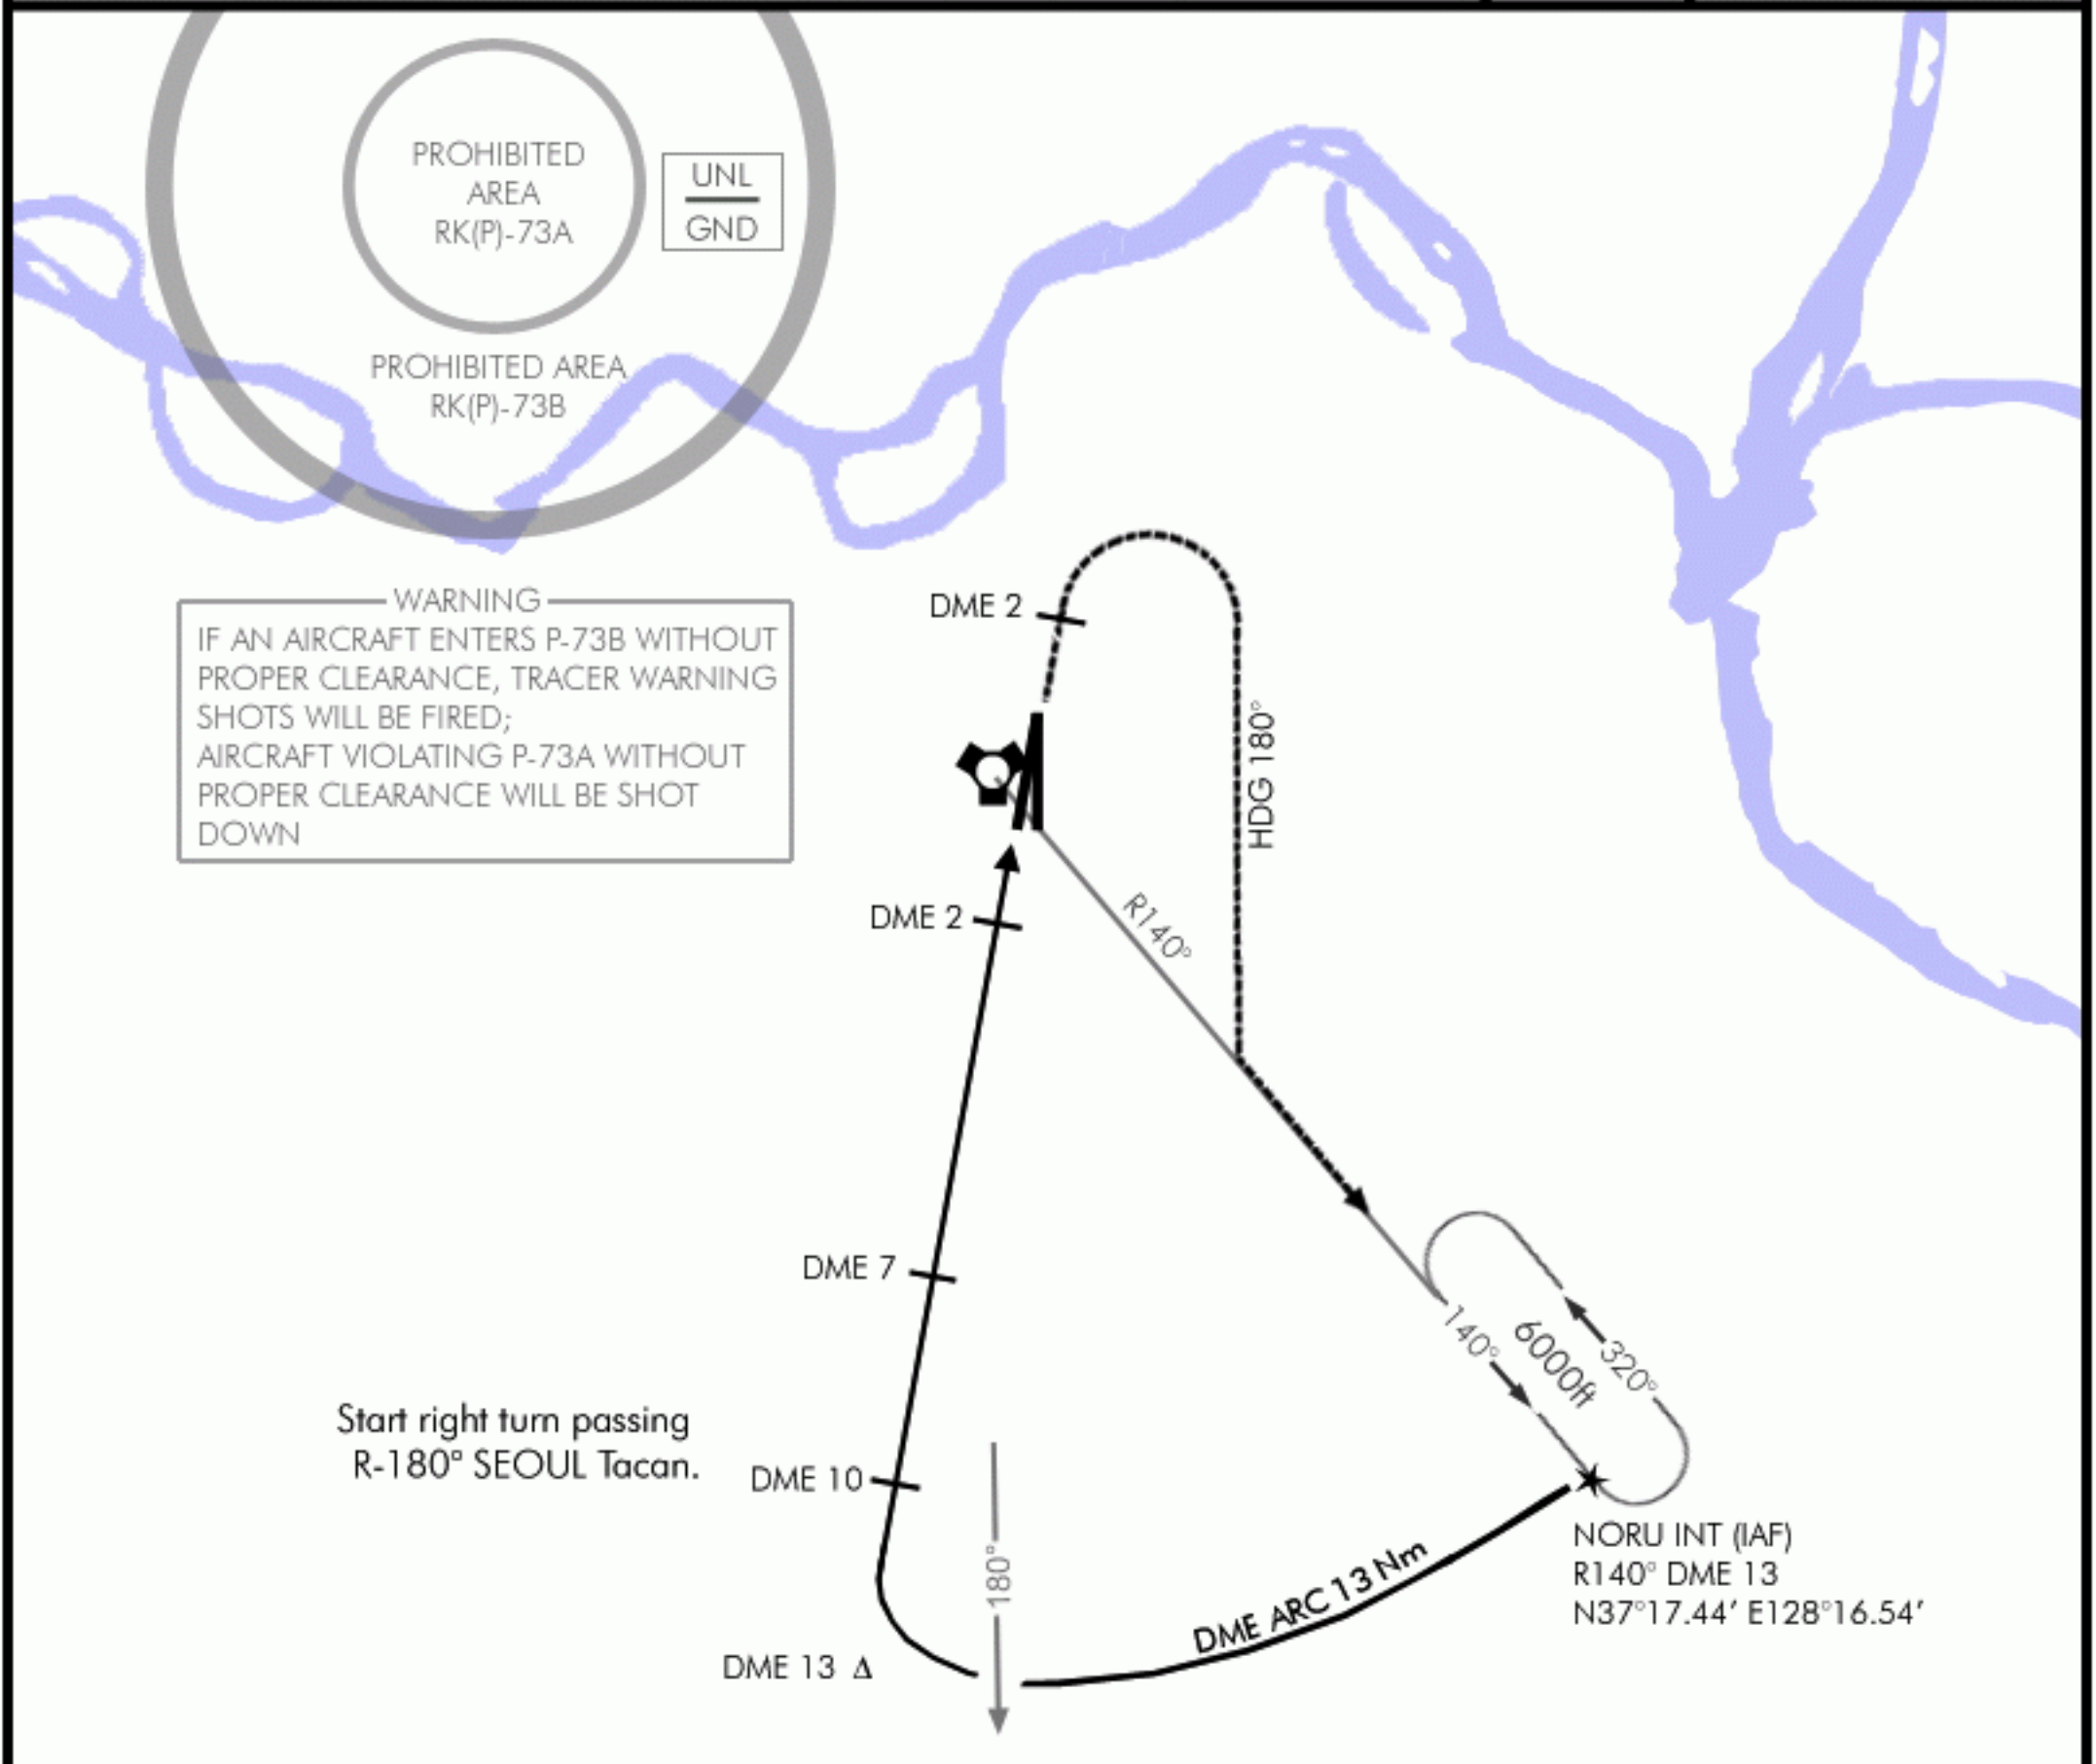 PROHIBITED
AREA
RK(P)-73A
UNL
GND
PROHIBITED AREA
RK(P)-73B
WARNING
IF AN AIRCRAFT ENTERS P-73B WITHOUT
PROPER CLEARANCE, TRACER WARNING
SHOTS WILL BE FIRED;
AIRCRAFT VIOLATING P-73A WITHOUT
PROPER CLEARANCE WILL BE SHOT
DOWN
DME 2
HDG 180°
DME 2
R140°
DME 7
140°
6000ft
320°
Start right turn passing
R-180° SEOUL Tacan.
DME 10
180°
DME ARC 13 Nm
NORU INT (IAF)
R140° DME 13
N37°17.44′ E128°16.54′
DME 13 Δ